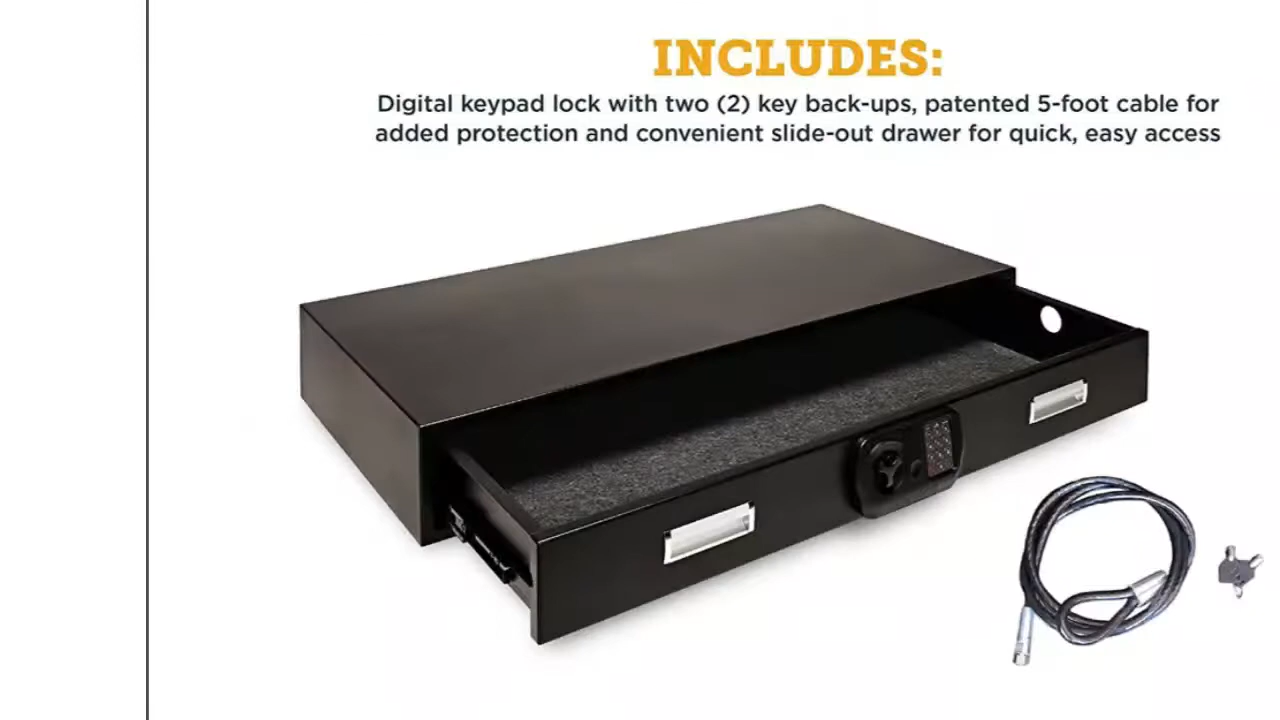 INCLUDES:
Digital keypad lock with two (2) key back-ups, patented 5-foot cable for
added protection and convenient slide-out drawer for quick, easy access